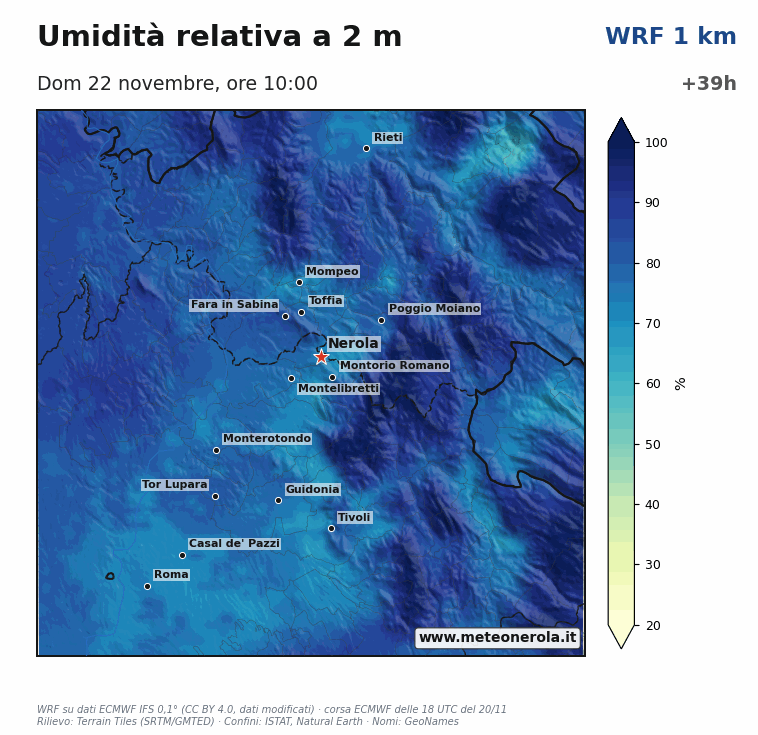 Umidità relativa a 2 m
WRF 1 km
Dom 22 novembre, ore 10:00
+39h
Rieti
Mompeo
Toffia
Fara in Sabina
Poggio Moiano
Nerola
Montorio Romano
Montelibretti
Monterotondo
Tor Lupara
Guidonia
Tivoli
Casal de' Pazzi
Roma
www.meteonerola.it
100
90
80
70
60
50
40
30
20
%
WRF su dati ECMWF IFS 0,1° (CC BY 4.0, dati modificati) · corsa ECMWF delle 18 UTC del 20/11
Rilievo: Terrain Tiles (SRTM/GMTED) · Confini: ISTAT, Natural Earth · Nomi: GeoNames